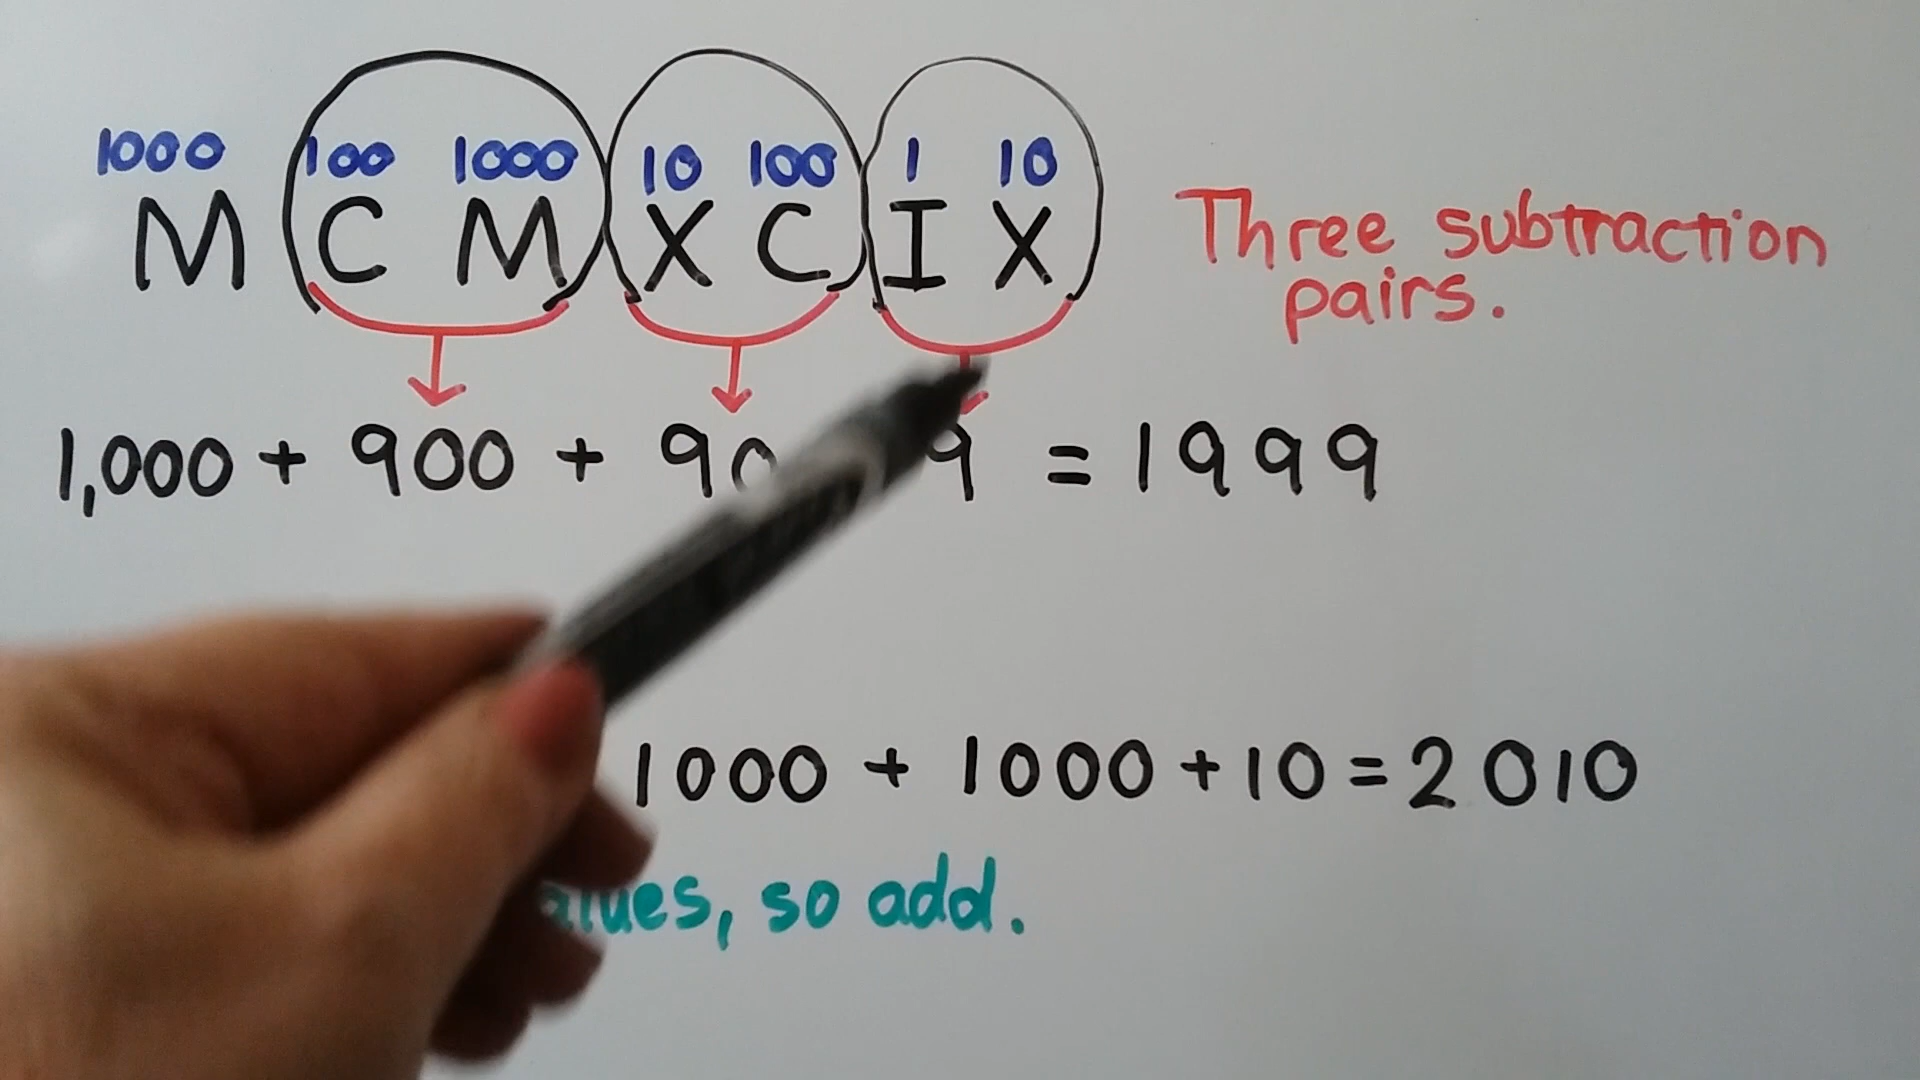 1000 100 1000 10 100 1 10
M C M X C I X
Three subtraction
pairs.
1,000 + 900 + 90 9 = 1999
1000 + 1000 + 10 = 2010
so add.